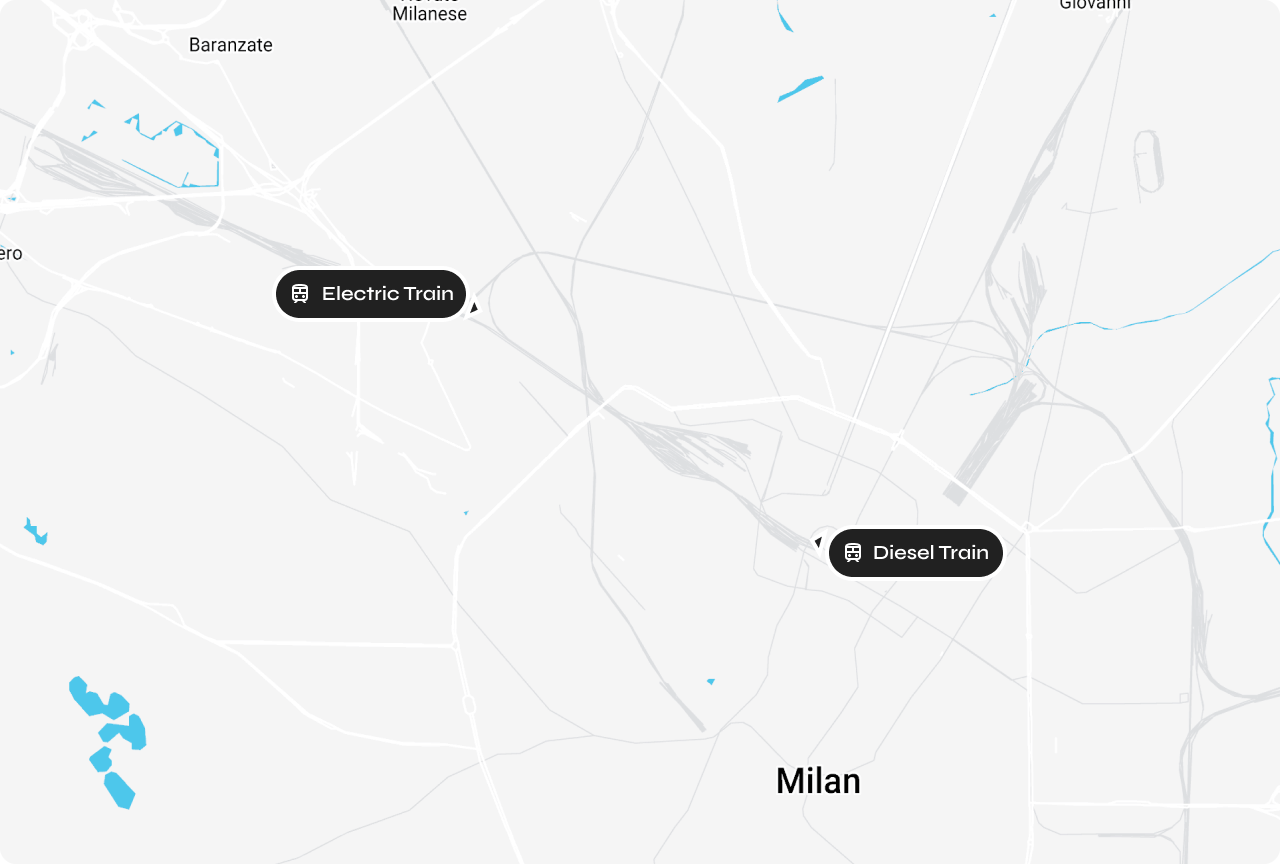 Milanese
Giovanni
Baranzate
ero
Electric Train
Diesel Train
Milan